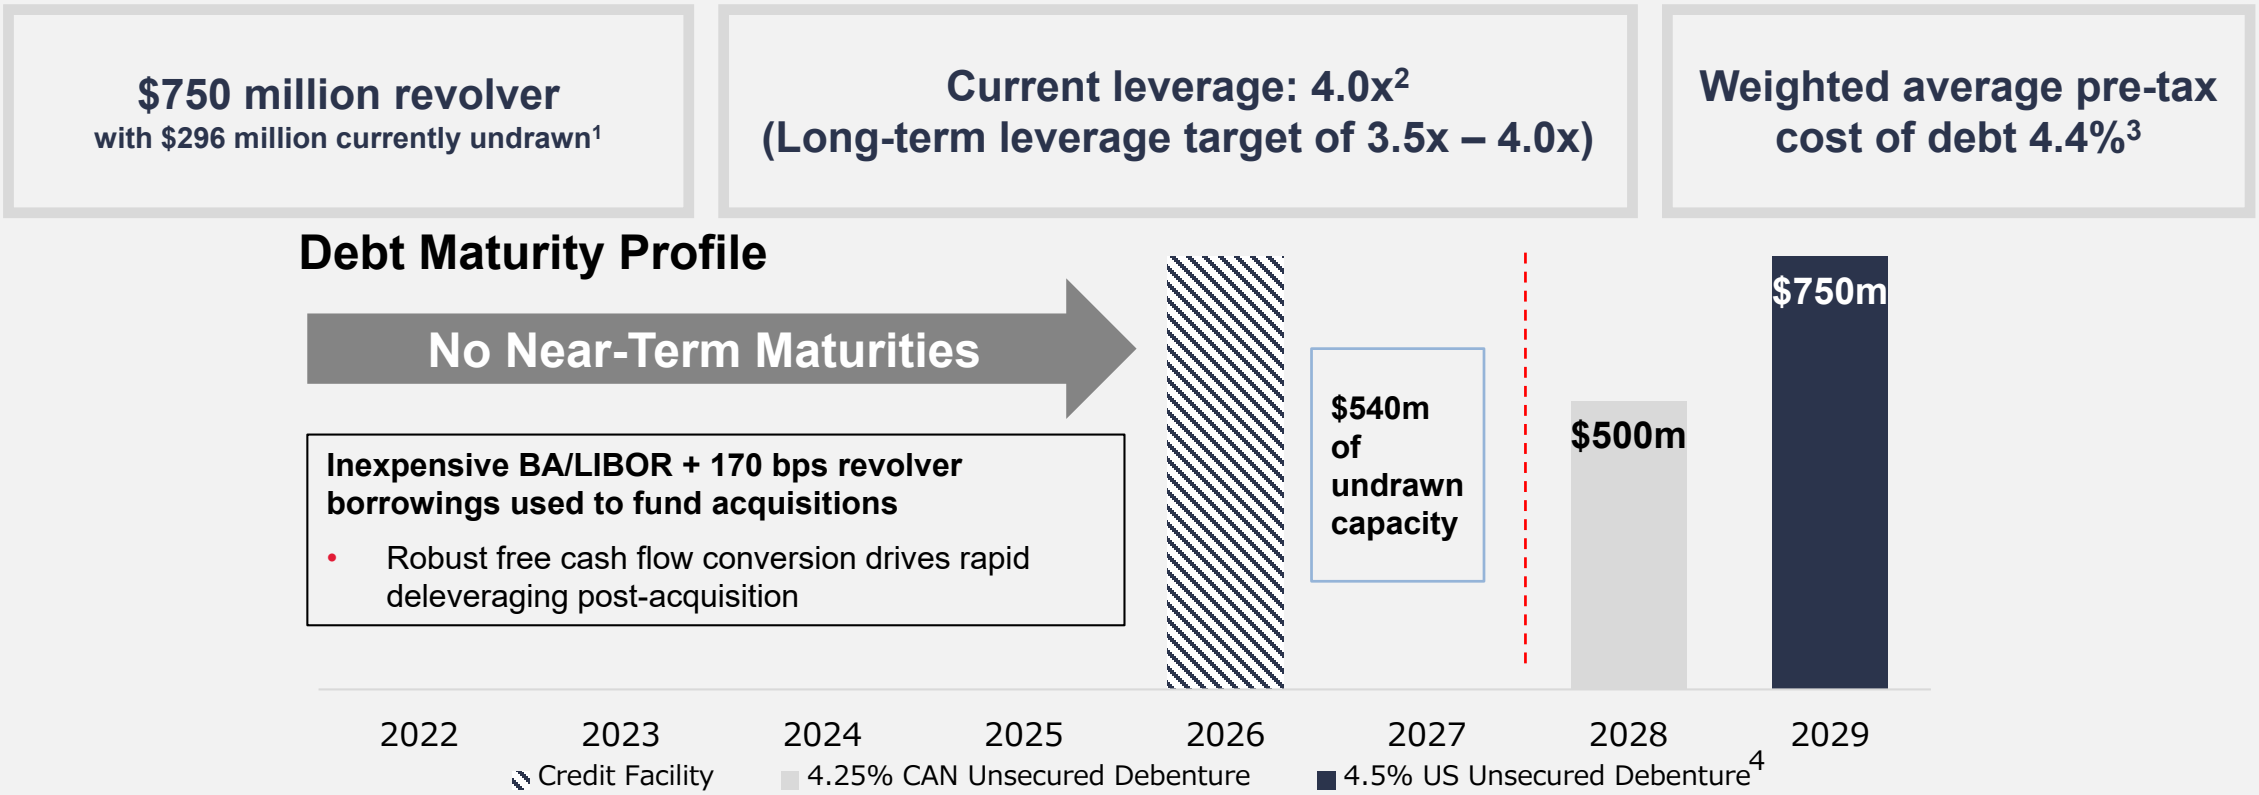 $750 million revolver
with $296 million currently undrawn¹
Current leverage: 4.0x²
(Long-term leverage target of 3.5x – 4.0x)
Weighted average pre-tax
cost of debt 4.4%³
Debt Maturity Profile
No Near-Term Maturities
Inexpensive BA/LIBOR + 170 bps revolver
borrowings used to fund acquisitions
• Robust free cash flow conversion drives rapid
deleveraging post-acquisition
$540m
of
undrawn
capacity
$500m
$750m
2022 2023 2024 2025 2026 2027 2028 2029
Credit Facility 4.25% CAN Unsecured Debenture 4.5% US Unsecured Debenture⁴